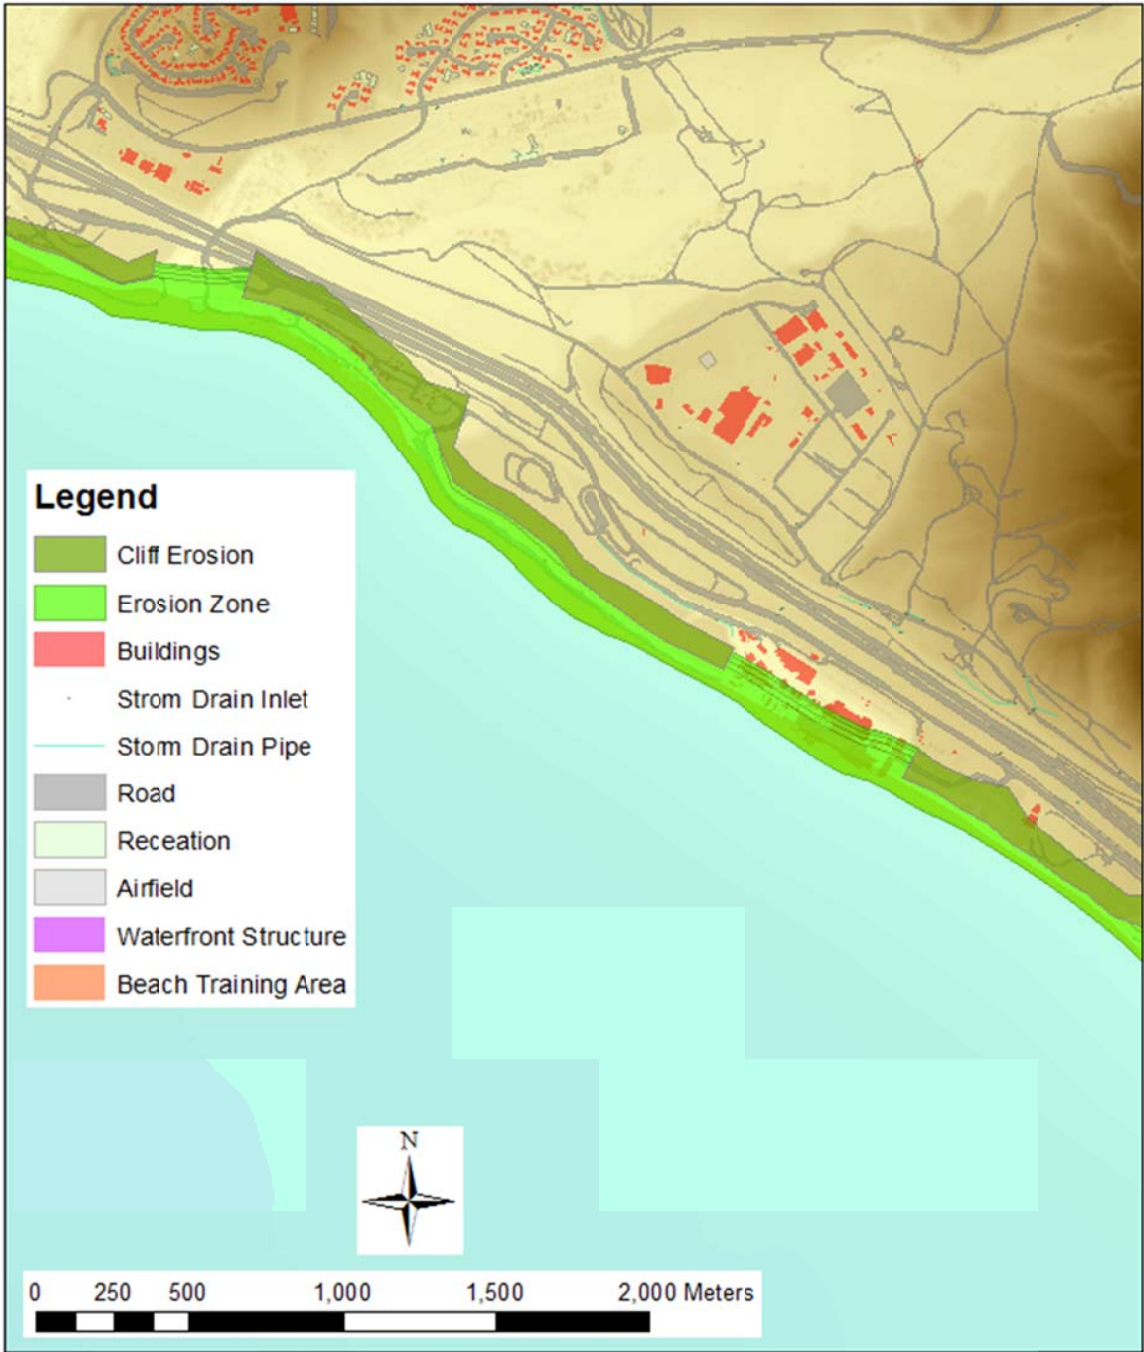 Legend
Cliff Erosion
Erosion Zone
Buildings
Strom Drain Inlet
Storm Drain Pipe
Road
Receation
Airfield
Waterfront Structure
Beach Training Area
N
0 250 500 1,000 1,500 2,000 Meters